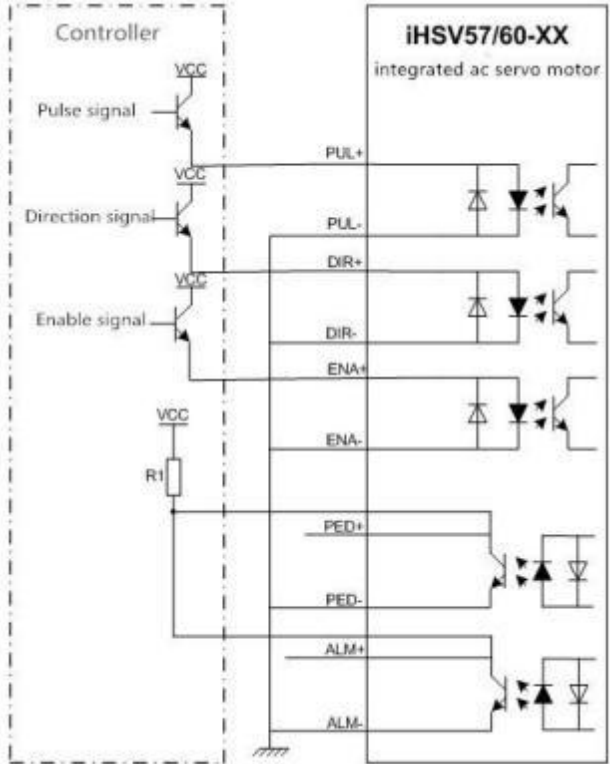 Controller
iHSV57/60-XX
integrated ac servo motor
VCC
Pulse signal
PUL+
VCC
Direction signal
PUL-
DIR+
VCC
Enable signal
DIR-
ENA+
VCC
ENA-
R1
PED+
PED-
ALM+
ALM-